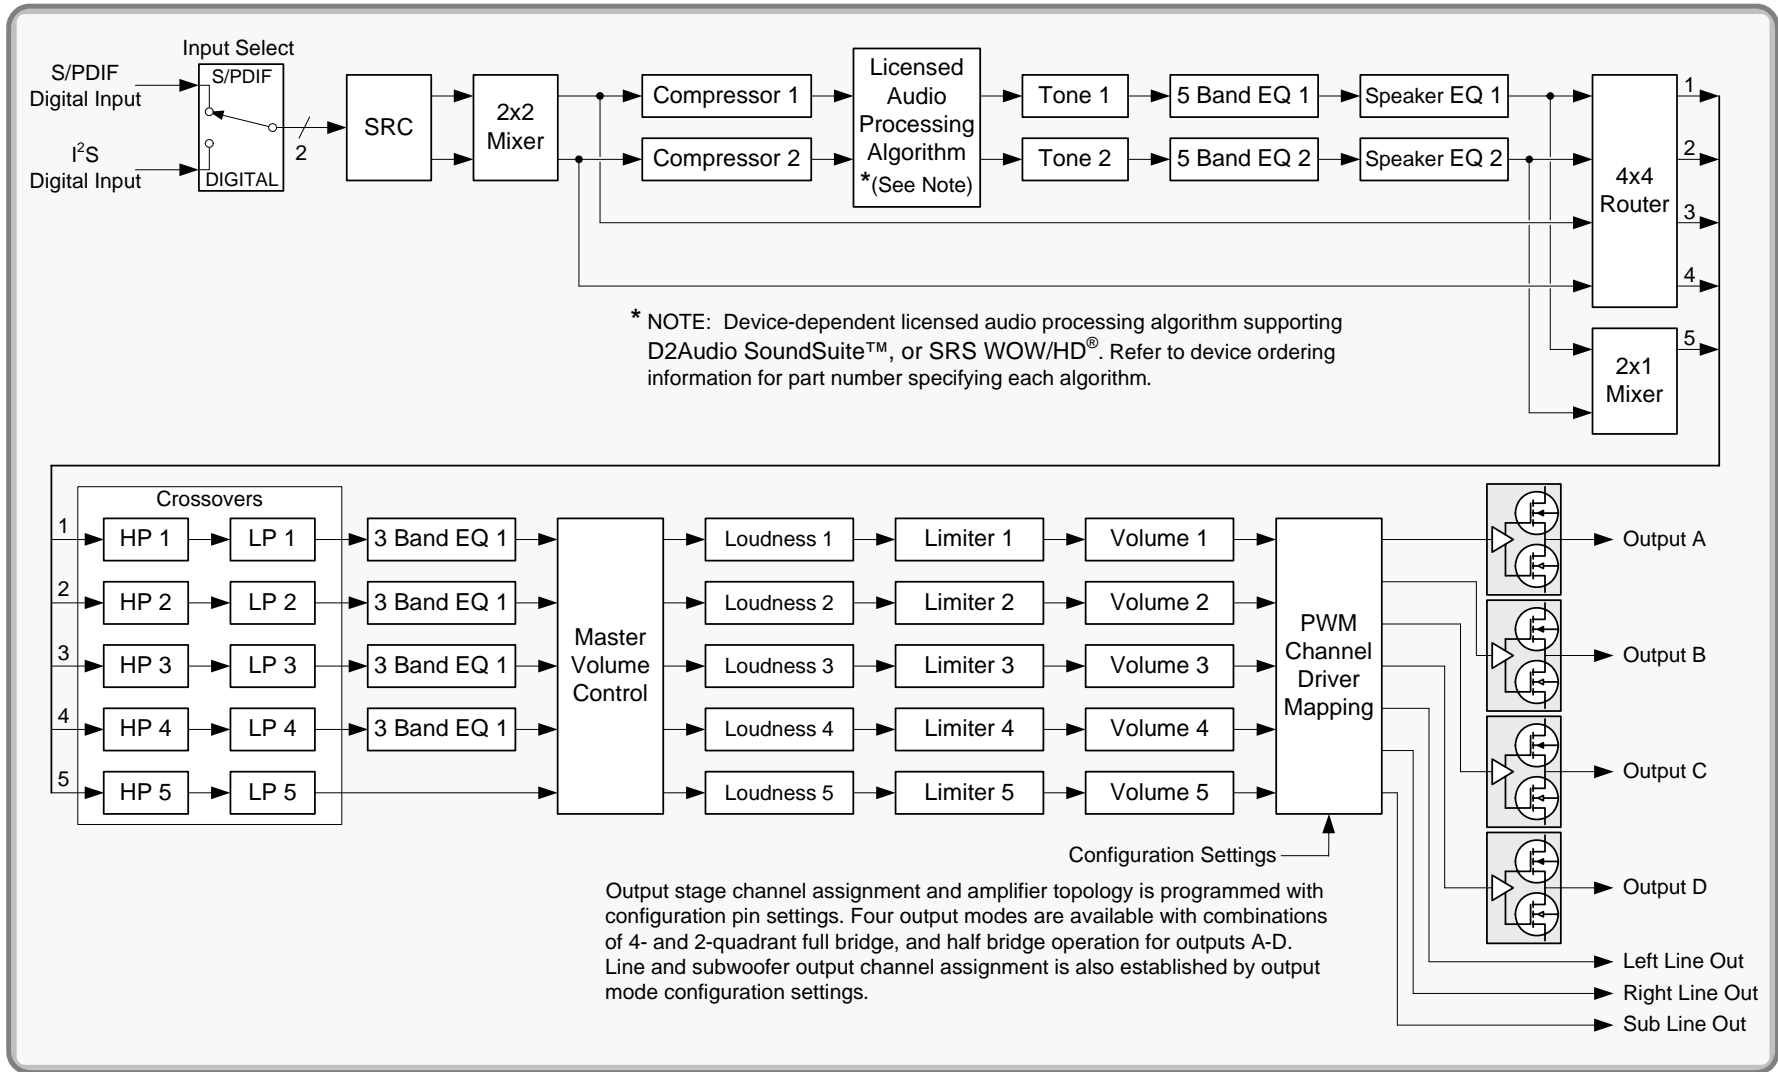 Input Select
S/PDIF
Digital Input
S/PDIF
I²S
Digital Input
DIGITAL
2
SRC
2x2
Mixer
Compressor 1
Compressor 2
Licensed
Audio
Processing
Algorithm
*(See Note)
Tone 1
Tone 2
5 Band EQ 1
5 Band EQ 2
Speaker EQ 1
Speaker EQ 2
4x4
Router
1
2
3
4
2x1
Mixer
5
* NOTE: Device-dependent licensed audio processing algorithm supporting
D2Audio SoundSuite™, or SRS WOW/HD®. Refer to device ordering
information for part number specifying each algorithm.
Crossovers
1
HP 1
LP 1
3 Band EQ 1
2
HP 2
LP 2
3 Band EQ 1
3
HP 3
LP 3
3 Band EQ 1
4
HP 4
LP 4
3 Band EQ 1
5
HP 5
LP 5
Master
Volume
Control
Loudness 1
Limiter 1
Volume 1
Loudness 2
Limiter 2
Volume 2
Loudness 3
Limiter 3
Volume 3
Loudness 4
Limiter 4
Volume 4
Loudness 5
Limiter 5
Volume 5
PWM
Channel
Driver
Mapping
Configuration Settings
Output A
Output B
Output C
Output D
Left Line Out
Right Line Out
Sub Line Out
Output stage channel assignment and amplifier topology is programmed with
configuration pin settings. Four output modes are available with combinations
of 4- and 2-quadrant full bridge, and half bridge operation for outputs A-D.
Line and subwoofer output channel assignment is also established by output
mode configuration settings.